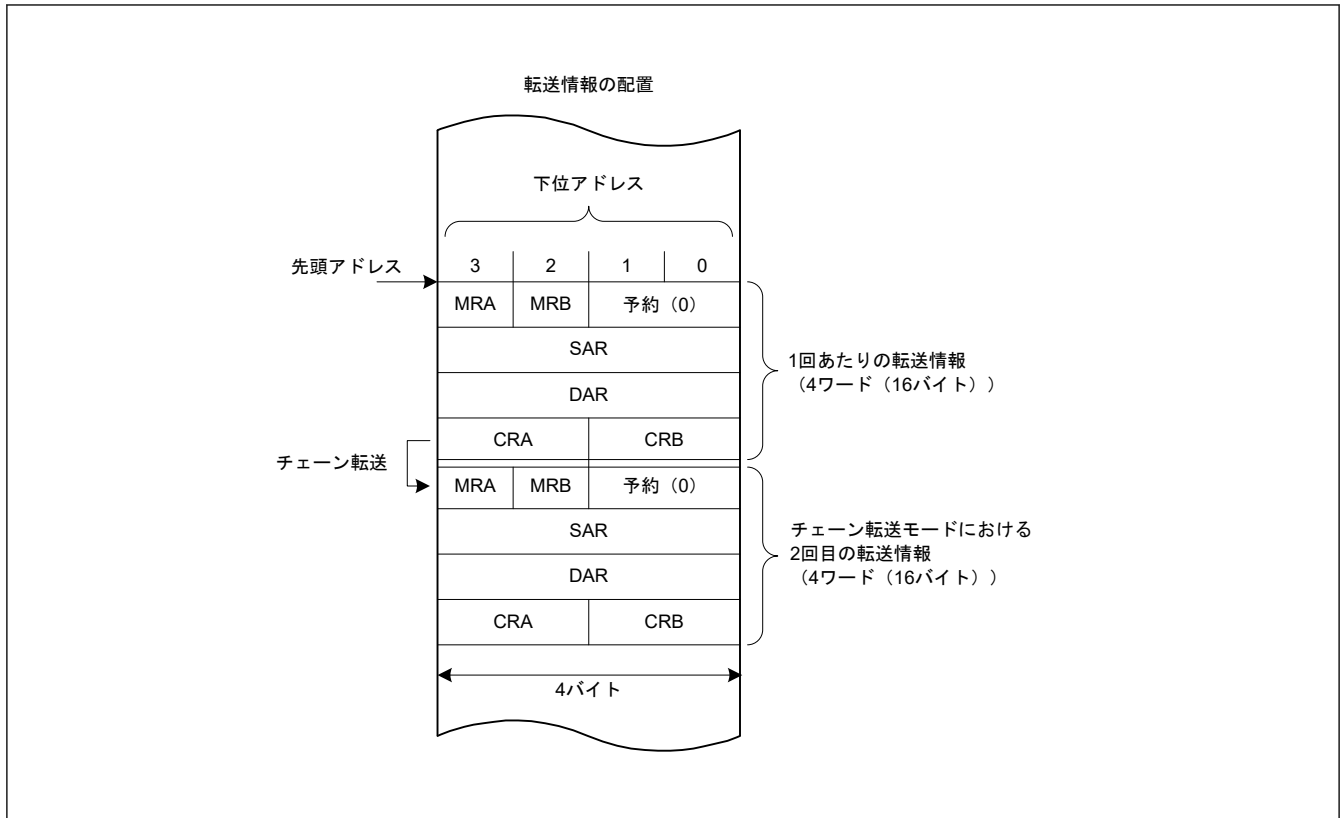 転送情報の配置
下位アドレス
先頭アドレス
3 2 1 0
MRA MRB 予約（0）
SAR
DAR
CRA CRB
1回あたりの転送情報
（4ワード（16バイト））
チェーン転送
MRA MRB 予約（0）
SAR
DAR
CRA CRB
チェーン転送モードにおける
2回目の転送情報
（4ワード（16バイト））
4バイト